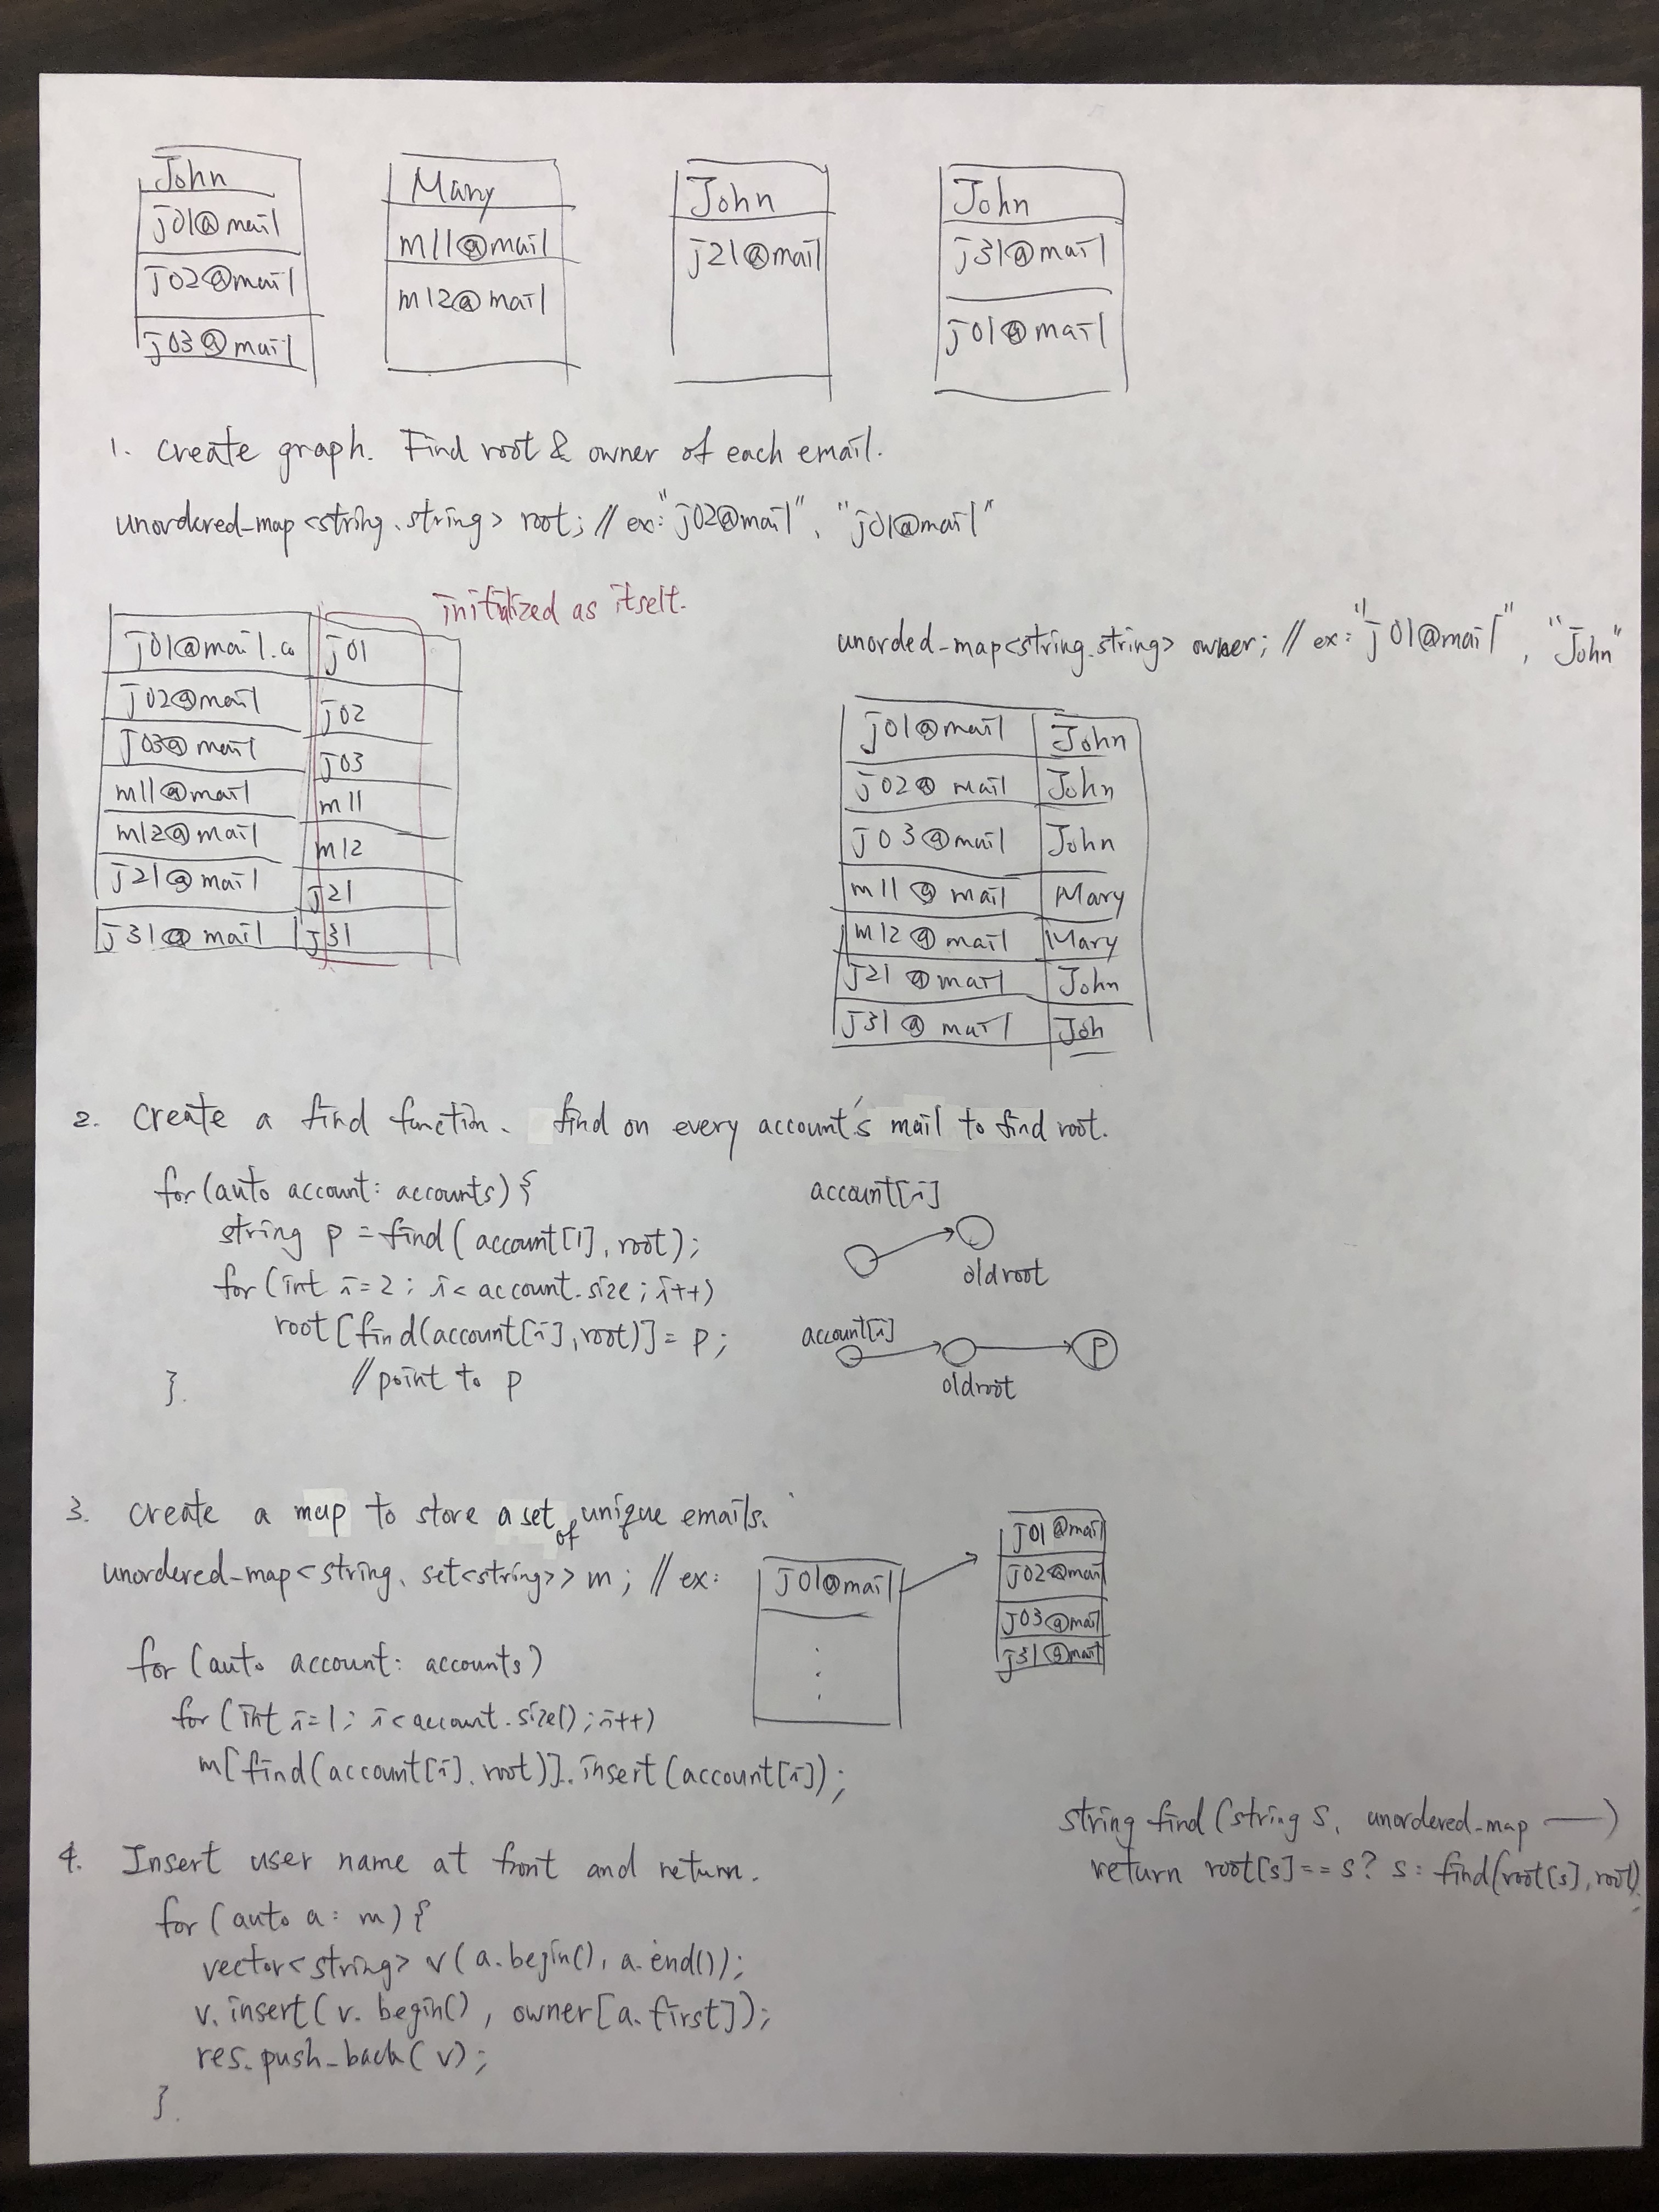 John
j01@mail
j02@mail
j03@mail
Mary
m11@mail
m12@mail
John
j21@mail
John
j31@mail
j01@mail
1. Create graph. Find root & owner of each email.
unordered_map<string, string> root; // ex: "j02@mail", "j01@mail"
initialized as itself.
j01@mail.co j01
j02@mail j02
j03@mail j03
m11@mail m11
m12@mail m12
j21@mail j21
j31@mail j31
unorded_map<string, string> owner; // ex: "j01@mail", "John"
j01@mail John
j02@mail John
j03@mail John
m11@mail Mary
m12@mail Mary
j21@mail John
j31@mail Joh
2. Create a find function. find on every account's mail to find root.
for (auto account: accounts) {
string p = find(account[1], root);
for (int i=2; i< account.size; i++)
root[find(account[i], root)] = p;
// point to p
}.
account[i]
oldroot
account[i]
P
oldroot
3. Create a map to store a set of unique emails.
unordered_map<string, set<string>> m; // ex:
j01@mail
j01@mail
j02@mail
j03@mail
j31@mail
for (auto account: accounts)
for (int i=1; i<account.size(); i++)
m[find(account[i], root)].insert(account[i]);
4. Insert user name at front and return.
for (auto a: m) {
vector<string> v(a.begin(), a.end());
v.insert(v.begin(), owner[a.first]);
res.push_back(v);
}.
string find(string s, unordered_map —)
return root[s]==s? s: find(root[s], root);